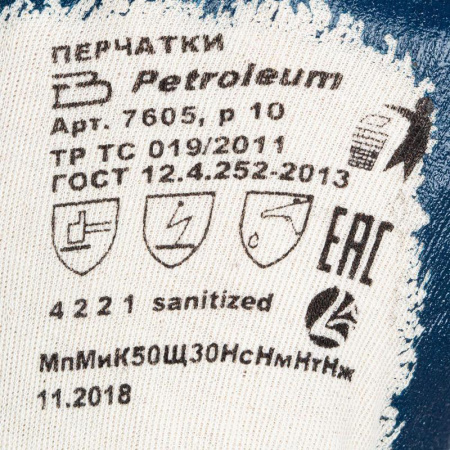 ПЕРЧАТКИ
Petroleum
Арт. 7605, р 10
ТР ТС 019/2011
ГОСТ 12.4.252-2013
EAC
4 2 2 1 sanitized
МпМиК50Щ30НсНмНтНж
11.2018